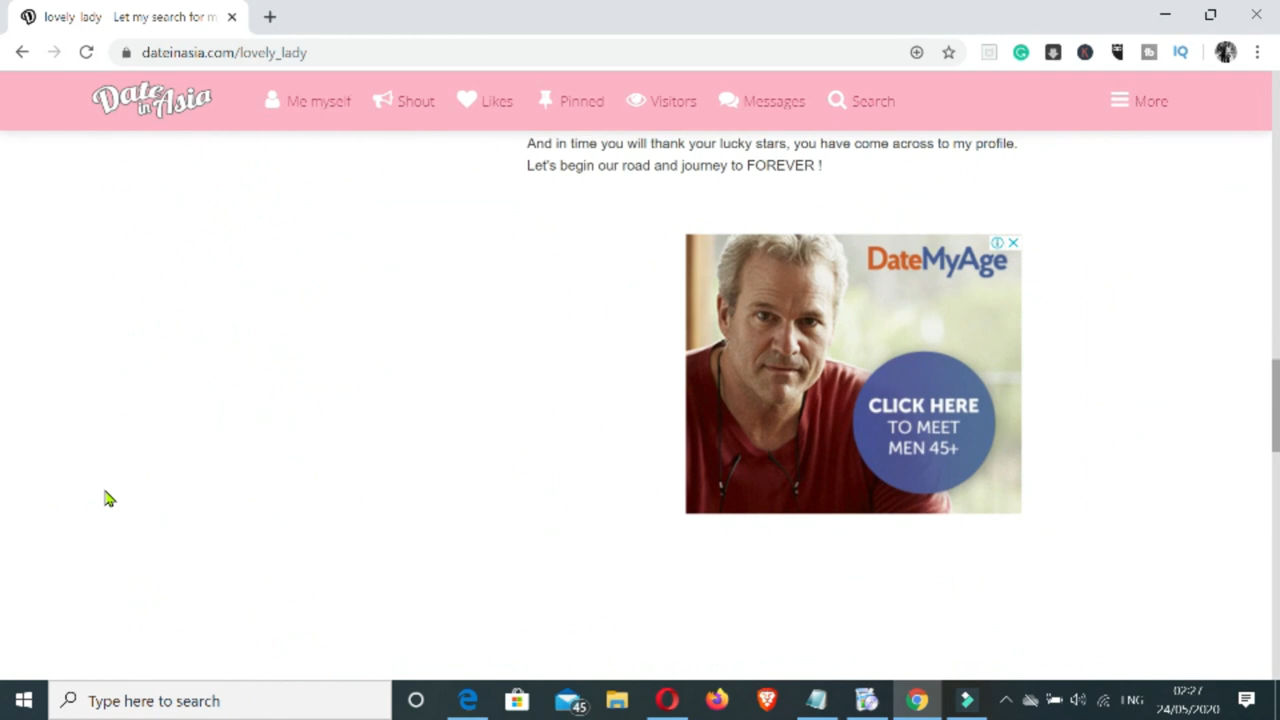 lovely lady Let my search for m
dateinasia.com/lovely_lady
IQ
Date in Asia
Me myself
Shout
Likes
Pinned
Visitors
Messages
Search
More
And in time you will thank your lucky stars, you have come across to my profile.
Let's begin our road and journey to FOREVER !
DateMyAge
CLICK HERE
TO MEET
MEN 45+
Type here to search
45
ENG
02:27
24/05/2020